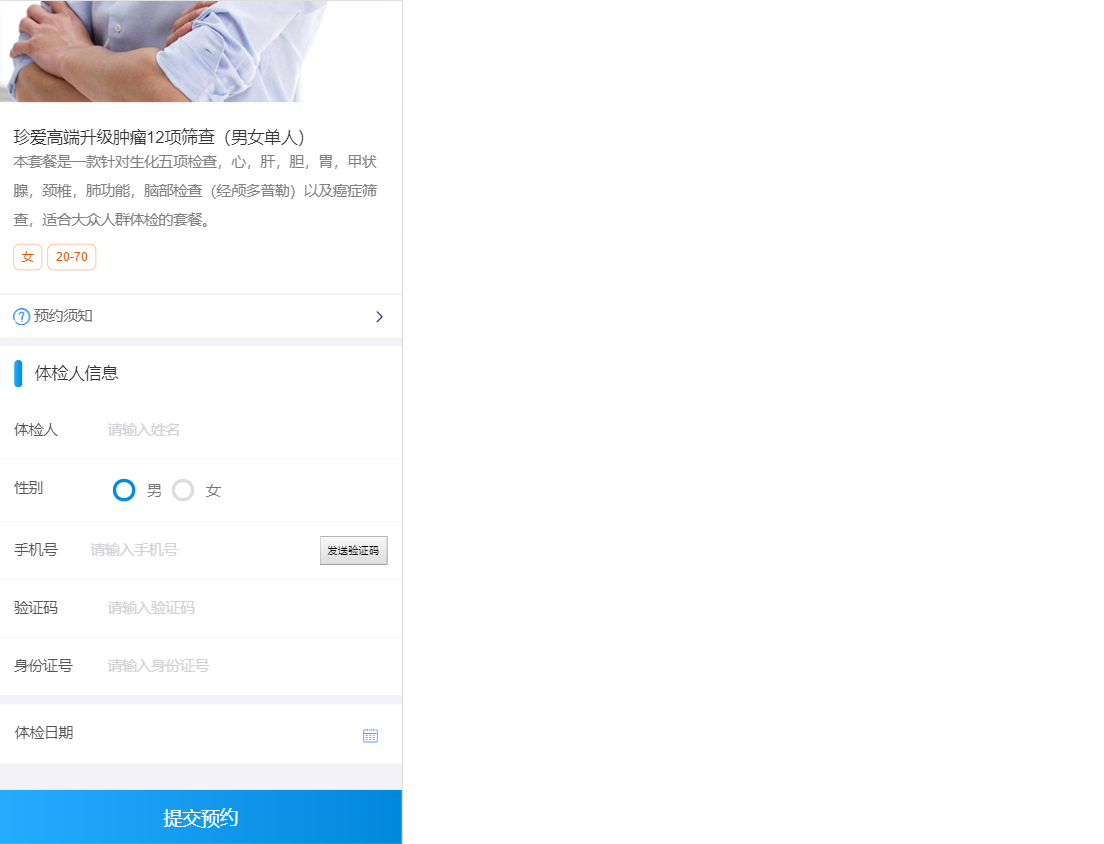 珍爱高端升级肿瘤12项筛查（男女单人）
本套餐是一款针对生化五项检查，心，肝，胆，胃，甲状
腺，颈椎，肺功能，脑部检查（经颅多普勒）以及癌症筛
查，适合大众人群体检的套餐。
女 20-70
预约须知
体检人信息
体检人 请输入姓名
性别 男 女
手机号 请输入手机号 发送验证码
验证码 请输入验证码
身份证号 请输入身份证号
体检日期
提交预约